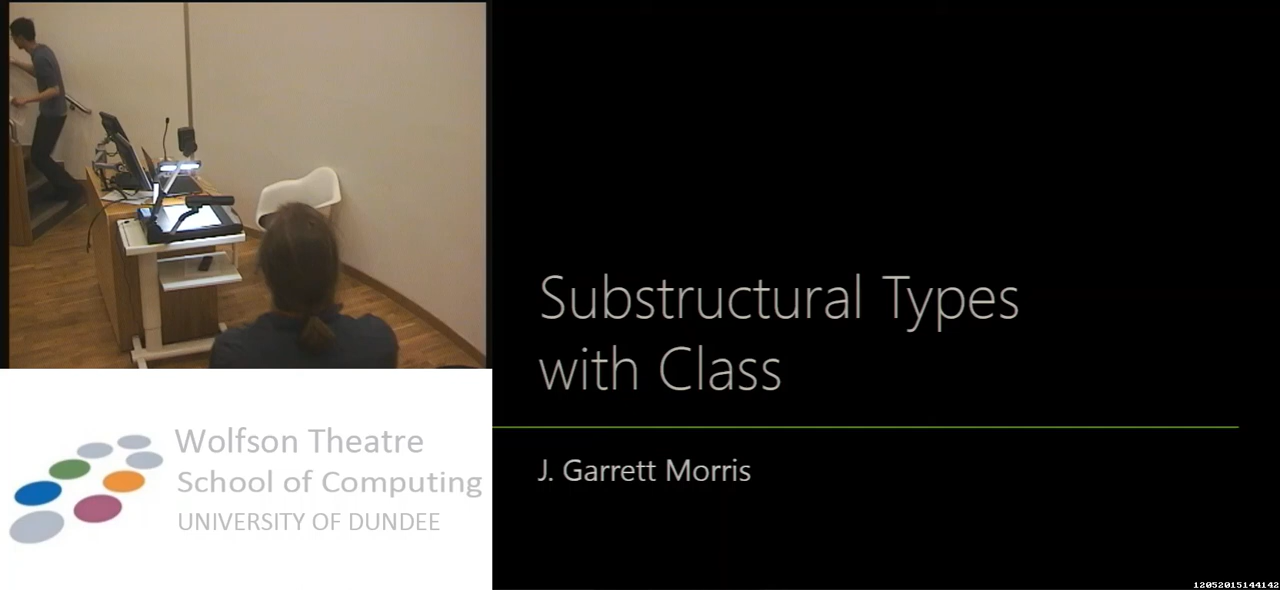 Substructural Types
with Class
J. Garrett Morris
Wolfson Theatre
School of Computing
UNIVERSITY OF DUNDEE
12052015144142